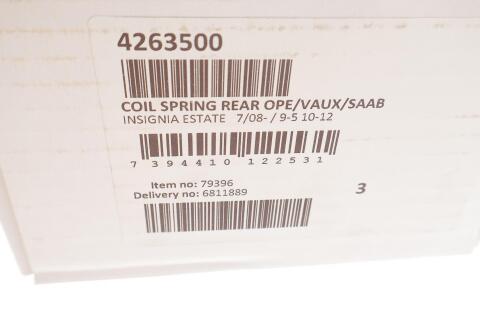 4263500
COIL SPRING REAR OPE/VAUX/SAAB
INSIGNIA ESTATE 7/08- / 9-5 10-12
7 394410 122531
Item no: 79396
Delivery no: 6811889
3